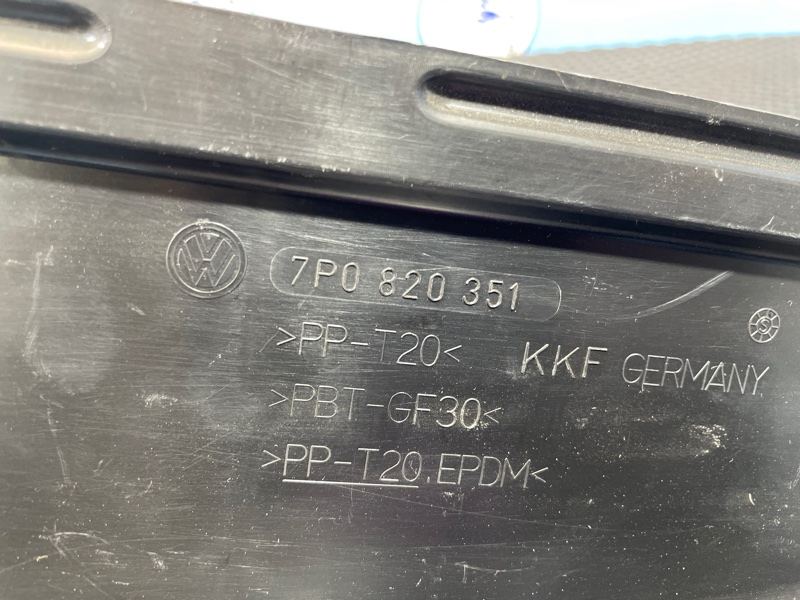 7P0 820 351
>PP-T20<
KKF GERMANY
>PBT-GF30<
>PP-T20.EPDM<